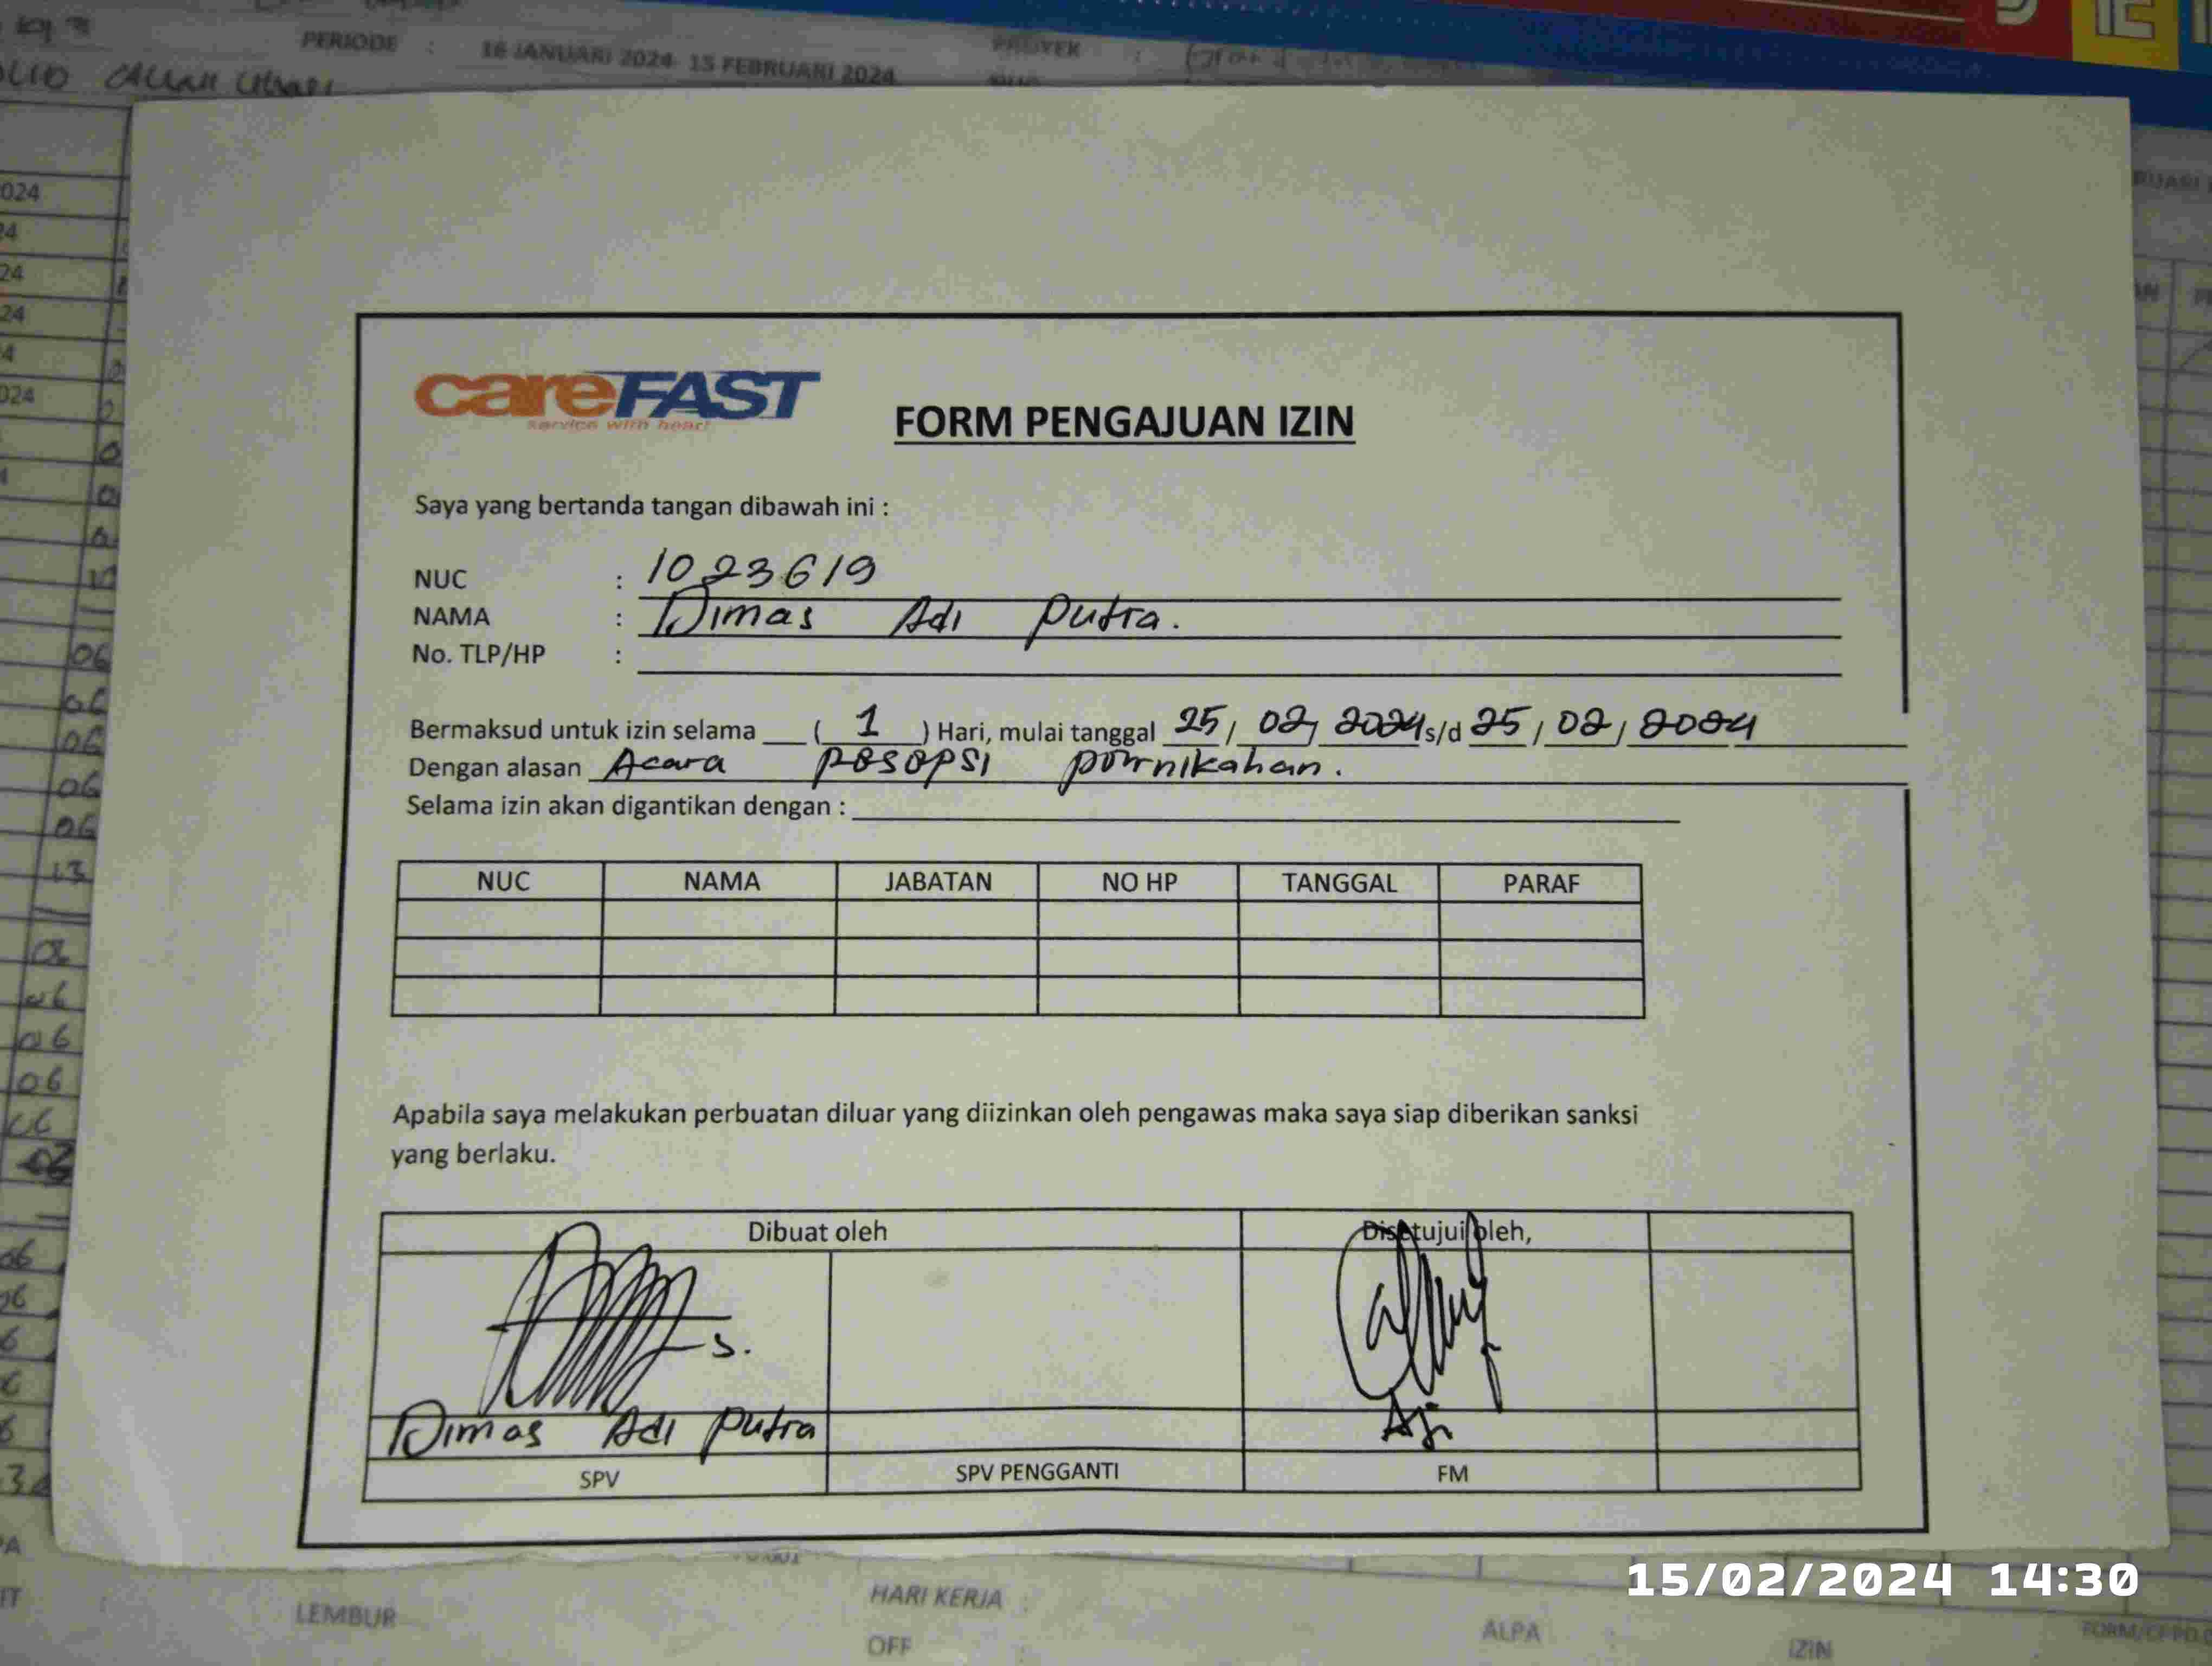 PERIODE : 16 JANUARI 2024 15 FEBRUARI 2024
careFAST
service with heart
FORM PENGAJUAN IZIN
Saya yang bertanda tangan dibawah ini :
NUC : 1023619
NAMA : Dimas Adi Putra.
No. TLP/HP :
Bermaksud untuk izin selama ( 1 ) Hari, mulai tanggal 25/ 02/ 2024 s/d 25/ 02/ 2024
Dengan alasan Acara resepsi pernikahan.
Selama izin akan digantikan dengan :
NUC NAMA JABATAN NO HP TANGGAL PARAF
Apabila saya melakukan perbuatan diluar yang diizinkan oleh pengawas maka saya siap diberikan sanksi
yang berlaku.
Dibuat oleh Disetujui oleh,
Dimas Adi Putra Aji
SPV SPV PENGGANTI FM
15/02/2024 14:30
LEMBUR
HARI KERJA
OFF
ALPA
IZIN